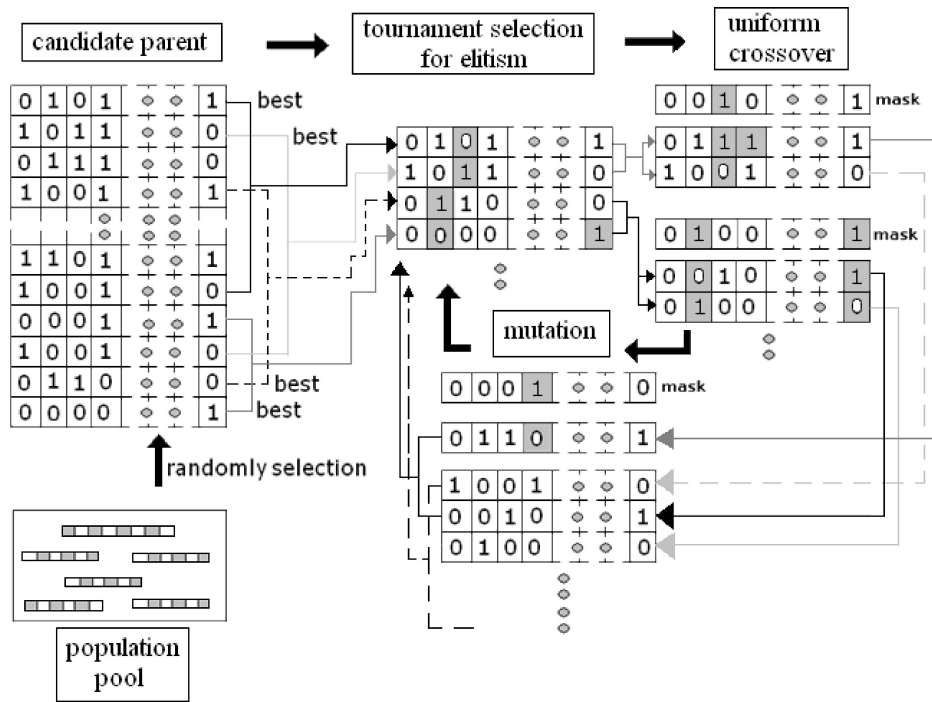 candidate parent
tournament selection
for elitism
uniform
crossover
0 1 0 1 1 best
1 0 1 1 0 best
0 1 1 1 0
1 0 0 1 1
1 1 0 1 1
1 0 0 1 0
0 0 0 1 1
1 0 0 1 0
0 1 1 0 0 best
0 0 0 0 1 best
randomly selection
population
pool
0 1 0 1 1
1 0 1 1 0
0 1 1 0 0
0 0 0 0 1
0 0 1 0 1 mask
0 1 1 1 1
1 0 0 1 0
0 1 0 0 1 mask
0 0 1 0 1
0 1 0 0 0
mutation
0 0 0 1 0 mask
0 1 1 0 1
1 0 0 1 0
0 0 1 0 1
0 1 0 0 0